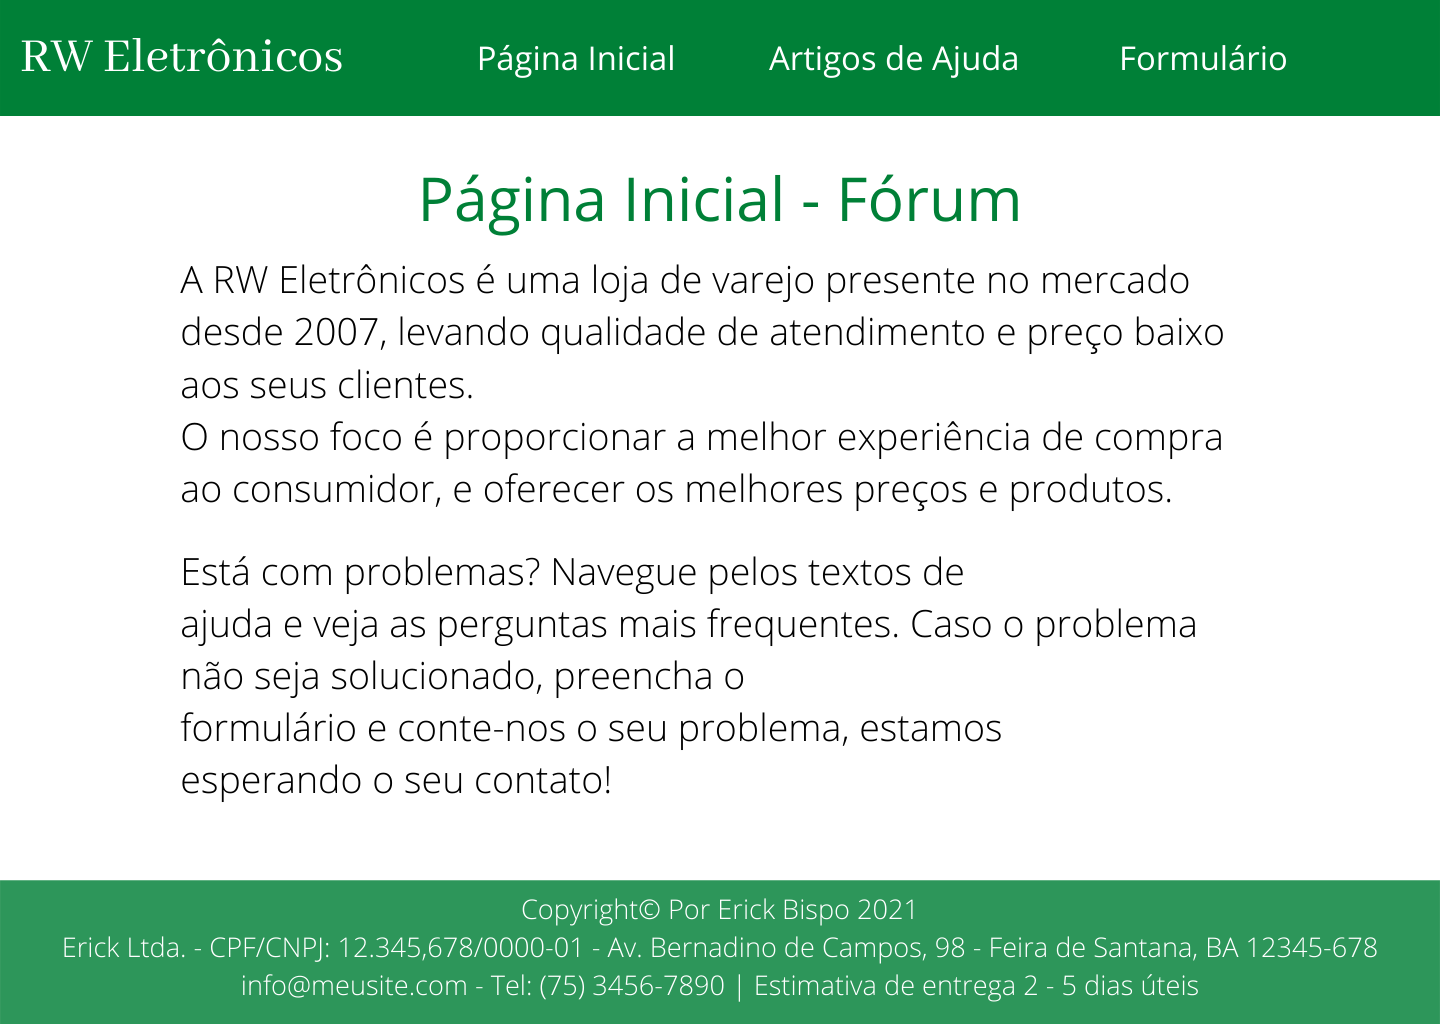 RW Eletrônicos
Página Inicial
Artigos de Ajuda
Formulário
Página Inicial - Fórum
A RW Eletrônicos é uma loja de varejo presente no mercado
desde 2007, levando qualidade de atendimento e preço baixo
aos seus clientes.
O nosso foco é proporcionar a melhor experiência de compra
ao consumidor, e oferecer os melhores preços e produtos.
Está com problemas? Navegue pelos textos de
ajuda e veja as perguntas mais frequentes. Caso o problema
não seja solucionado, preencha o
formulário e conte-nos o seu problema, estamos
esperando o seu contato!
Copyright© Por Erick Bispo 2021
Erick Ltda. - CPF/CNPJ: 12.345,678/0000-01 - Av. Bernadino de Campos, 98 - Feira de Santana, BA 12345-678
info@meusite.com - Tel: (75) 3456-7890 | Estimativa de entrega 2 - 5 dias úteis